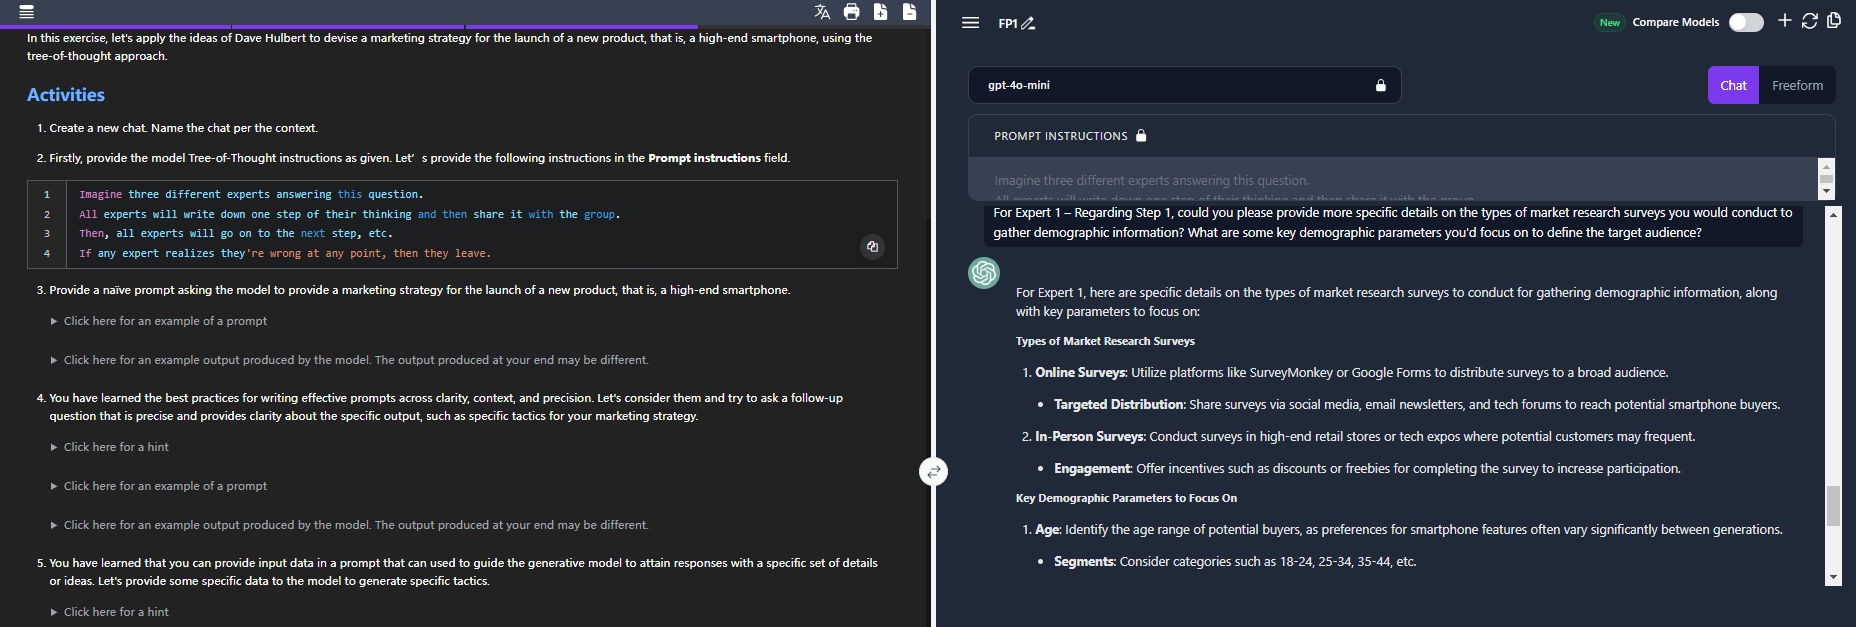 In this exercise, let's apply the ideas of Dave Hulbert to devise a marketing strategy for the launch of a new product, that is, a high-end smartphone, using the
tree-of-thought approach.
Activities
1. Create a new chat. Name the chat per the context.
2. Firstly, provide the model Tree-of-Thought instructions as given. Let's provide the following instructions in the Prompt instructions field.
1 Imagine three different experts answering this question.
2 All experts will write down one step of their thinking and then share it with the group.
3 Then, all experts will go on to the next step, etc.
4 If any expert realizes they're wrong at any point, then they leave.
3. Provide a naïve prompt asking the model to provide a marketing strategy for the launch of a new product, that is, a high-end smartphone.
Click here for an example of a prompt
Click here for an example output produced by the model. The output produced at your end may be different.
4. You have learned the best practices for writing effective prompts across clarity, context, and precision. Let's consider them and try to ask a follow-up
question that is precise and provides clarity about the specific output, such as specific tactics for your marketing strategy.
Click here for a hint
Click here for an example of a prompt
Click here for an example output produced by the model. The output produced at your end may be different.
5. You have learned that you can provide input data in a prompt that can used to guide the generative model to attain responses with a specific set of details
or ideas. Let's provide some specific data to the model to generate specific tactics.
Click here for a hint
FP1
New Compare Models
gpt-4o-mini
Chat Freeform
PROMPT INSTRUCTIONS
Imagine three different experts answering this question.
All experts will write down one step of their thinking and then share it with the group.
For Expert 1 – Regarding Step 1, could you please provide more specific details on the types of market research surveys you would conduct to
gather demographic information? What are some key demographic parameters you'd focus on to define the target audience?
For Expert 1, here are specific details on the types of market research surveys to conduct for gathering demographic information, along
with key parameters to focus on:
Types of Market Research Surveys
1. Online Surveys: Utilize platforms like SurveyMonkey or Google Forms to distribute surveys to a broad audience.
• Targeted Distribution: Share surveys via social media, email newsletters, and tech forums to reach potential smartphone buyers.
2. In-Person Surveys: Conduct surveys in high-end retail stores or tech expos where potential customers may frequent.
• Engagement: Offer incentives such as discounts or freebies for completing the survey to increase participation.
Key Demographic Parameters to Focus On
1. Age: Identify the age range of potential buyers, as preferences for smartphone features often vary significantly between generations.
• Segments: Consider categories such as 18-24, 25-34, 35-44, etc.